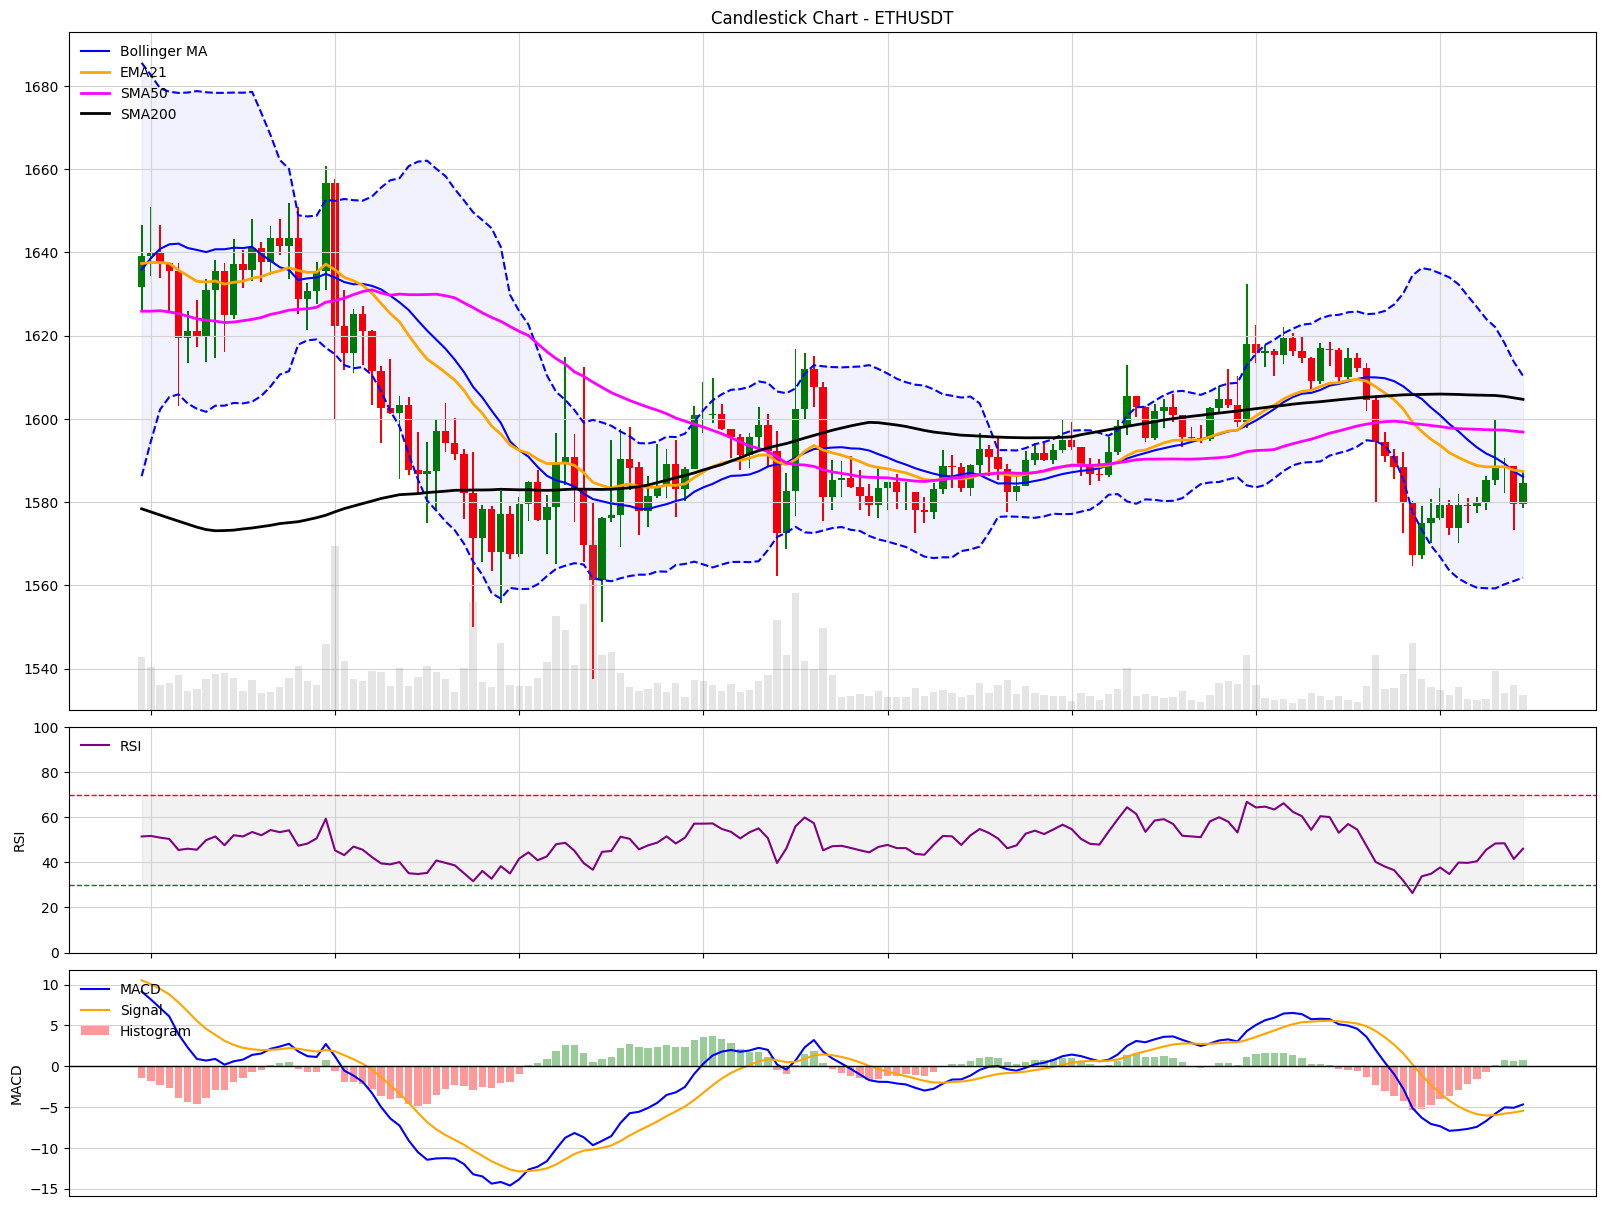 Candlestick Chart - ETHUSDT
Bollinger MA
EMA21
SMA50
SMA200
1680
1660
1640
1620
1600
1580
1560
1540
RSI
100
80
60
40
20
0
RSI
MACD
Signal
Histogram
10
5
0
−5
−10
−15
MACD